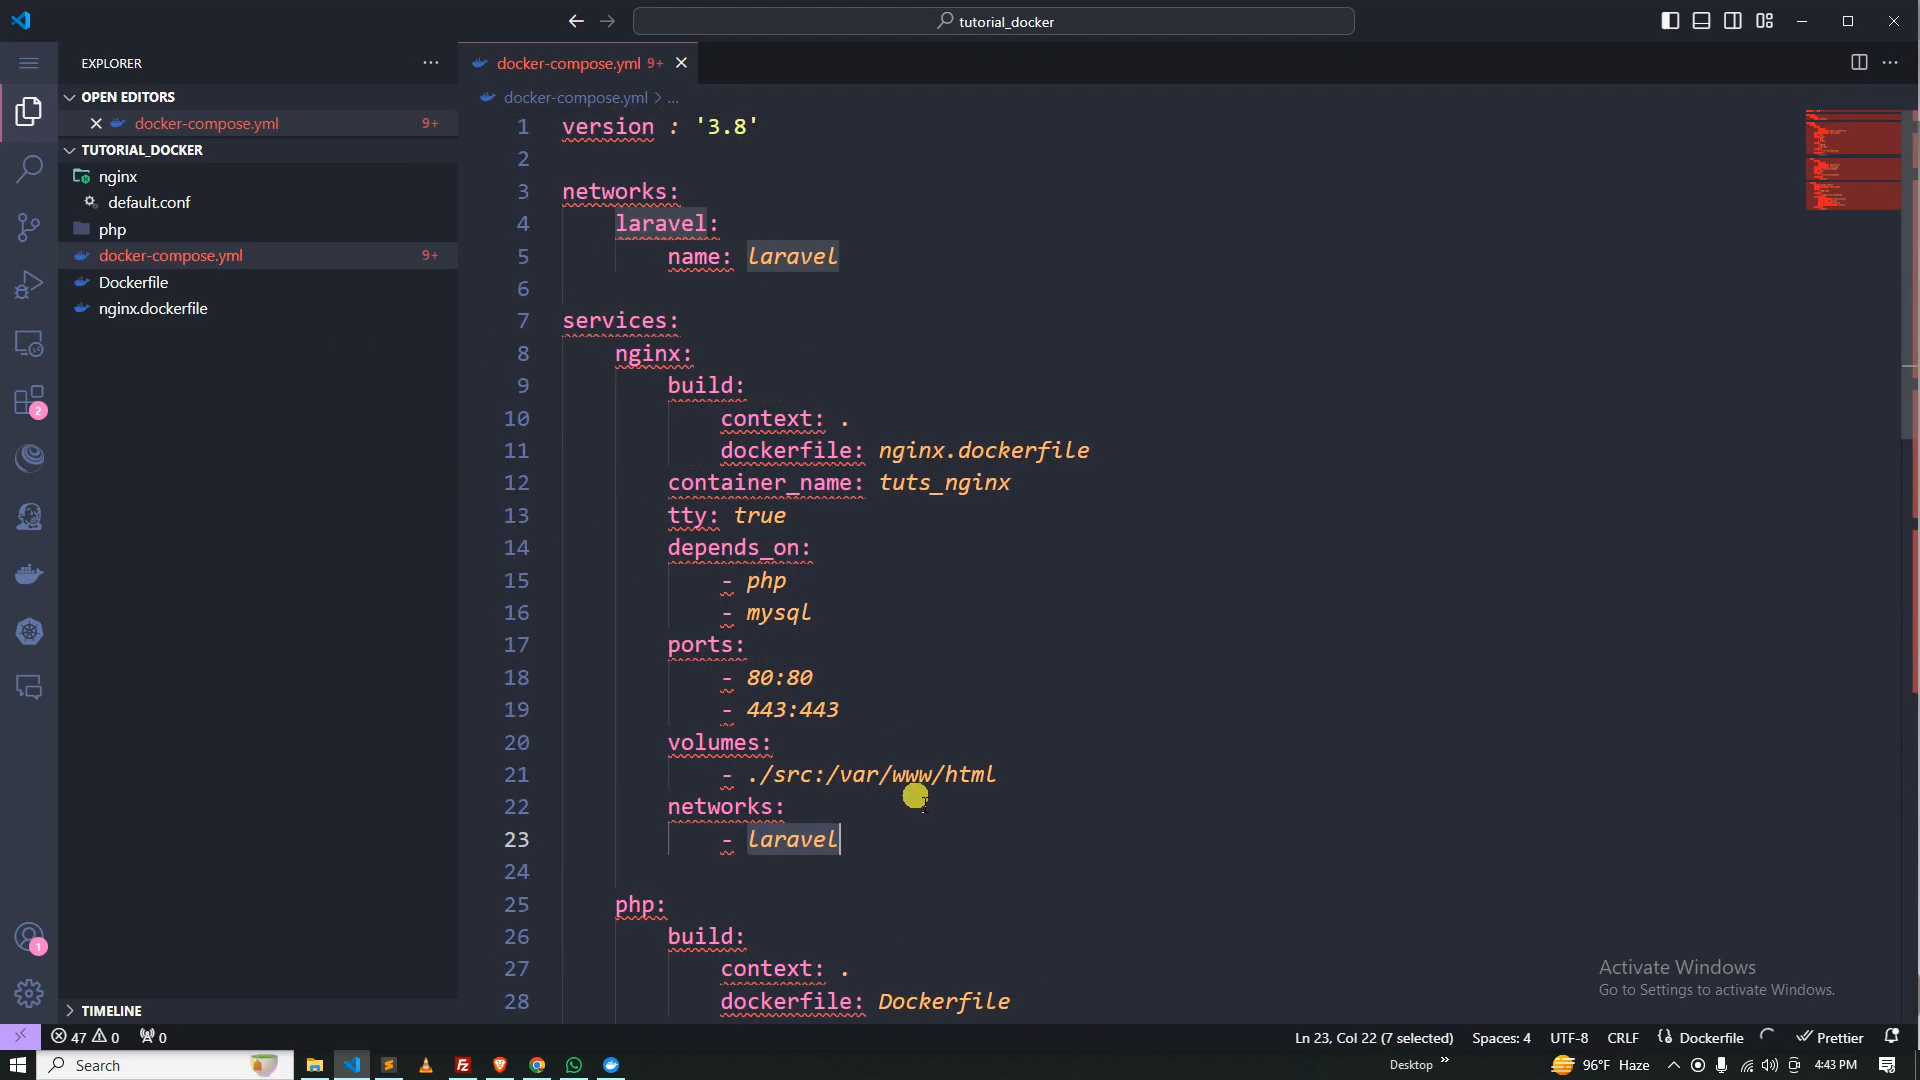 tutorial_docker
EXPLORER
docker-compose.yml 9+
OPEN EDITORS
docker-compose.yml 9+
TUTORIAL_DOCKER
nginx
default.conf
php
docker-compose.yml 9+
Dockerfile
nginx.dockerfile
TIMELINE
2
1
docker-compose.yml > ...
1 version : '3.8'
2
3 networks:
4 laravel:
5 name: laravel
6
7 services:
8 nginx:
9 build:
10 context: .
11 dockerfile: nginx.dockerfile
12 container_name: tuts_nginx
13 tty: true
14 depends_on:
15 - php
16 - mysql
17 ports:
18 - 80:80
19 - 443:443
20 volumes:
21 - ./src:/var/www/html
22 networks:
23 - laravel
24
25 php:
26 build:
27 context: .
28 dockerfile: Dockerfile
Activate Windows
Go to Settings to activate Windows.
47 0 0 Ln 23, Col 22 (7 selected) Spaces: 4 UTF-8 CRLF Dockerfile Prettier
Search Desktop 96°F Haze 4:43 PM